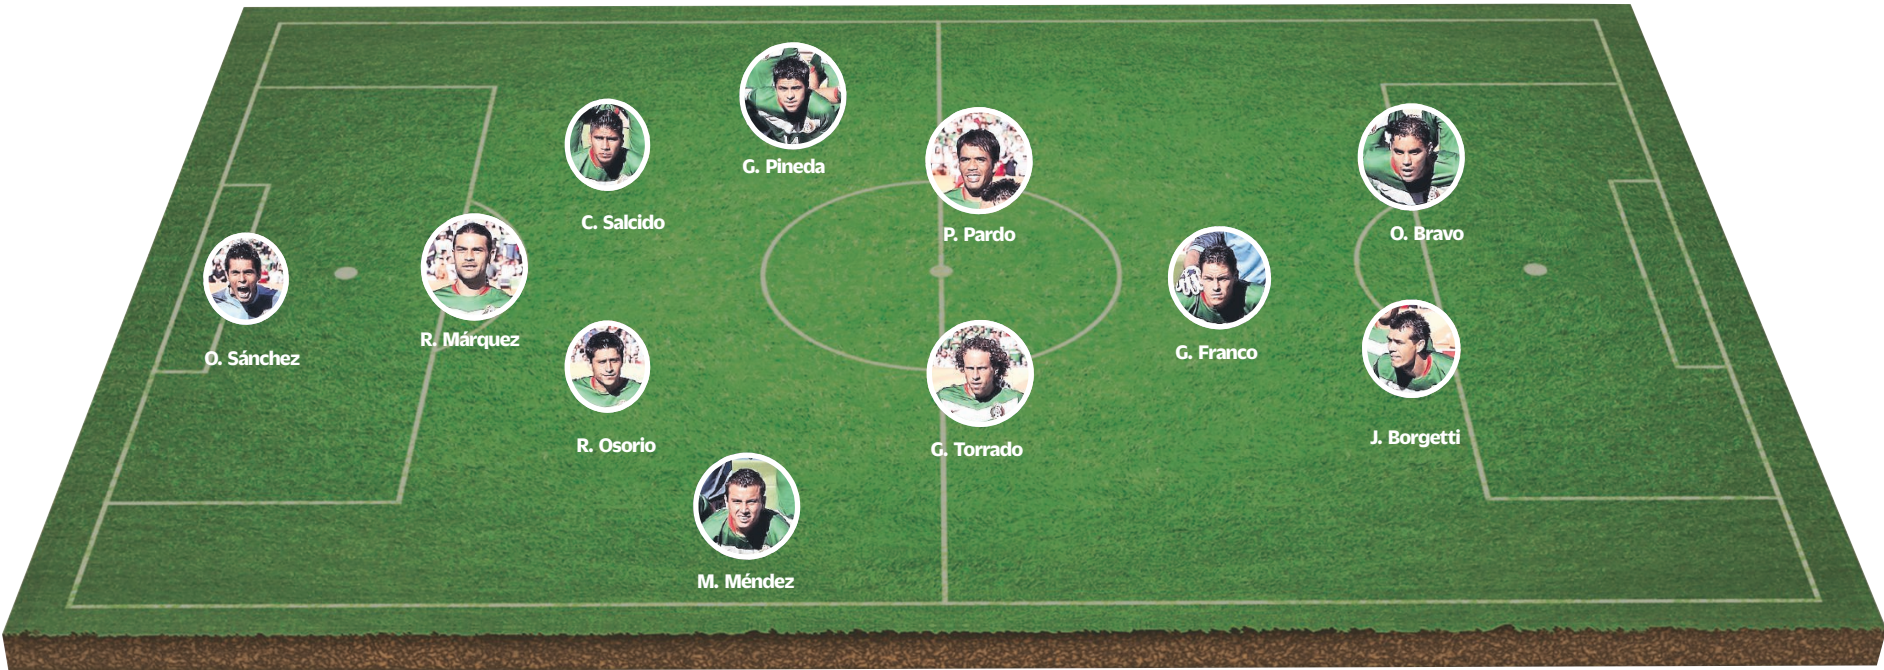 G. Pineda
C. Salcido
P. Pardo
O. Bravo
R. Márquez
G. Franco
O. Sánchez
J. Borgetti
R. Osorio
G. Torrado
M. Méndez